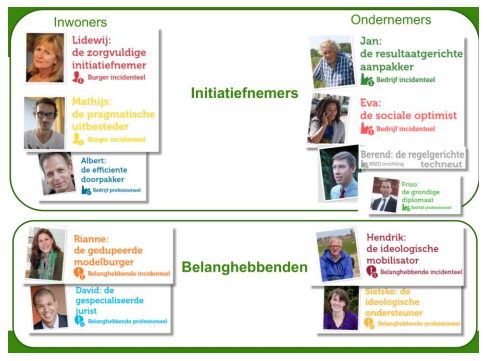 Inwoners
Ondernemers
Lidewij:
de zorgvuldige
initiatiefnemer
Burger incidenteel
Mathijs:
de pragmatische
uitbesteder
Burger incidenteel
Albert:
de efficiente
doorpakker
Bedrijf professioneel
Initiatiefnemers
Jan:
de resultaatgerichte
aanpakker
Bedrijf incidenteel
Eva:
de sociale optimist
Bedrijf incidenteel
Berend: de regelgerichte
techneut
BRZO inrichting
Friso:
de grondige
diplomaat
Bedrijf professioneel
Rianne:
de gedupeerde
modelburger
Belanghebbende incidenteel
David: de
gespecialiseerde
jurist
Belanghebbende professioneel
Belanghebbenden
Hendrik:
de ideologische
mobilisator
Belanghebbende incidenteel
Sietske: de
ideologische
ondersteuner
Belanghebbende professioneel